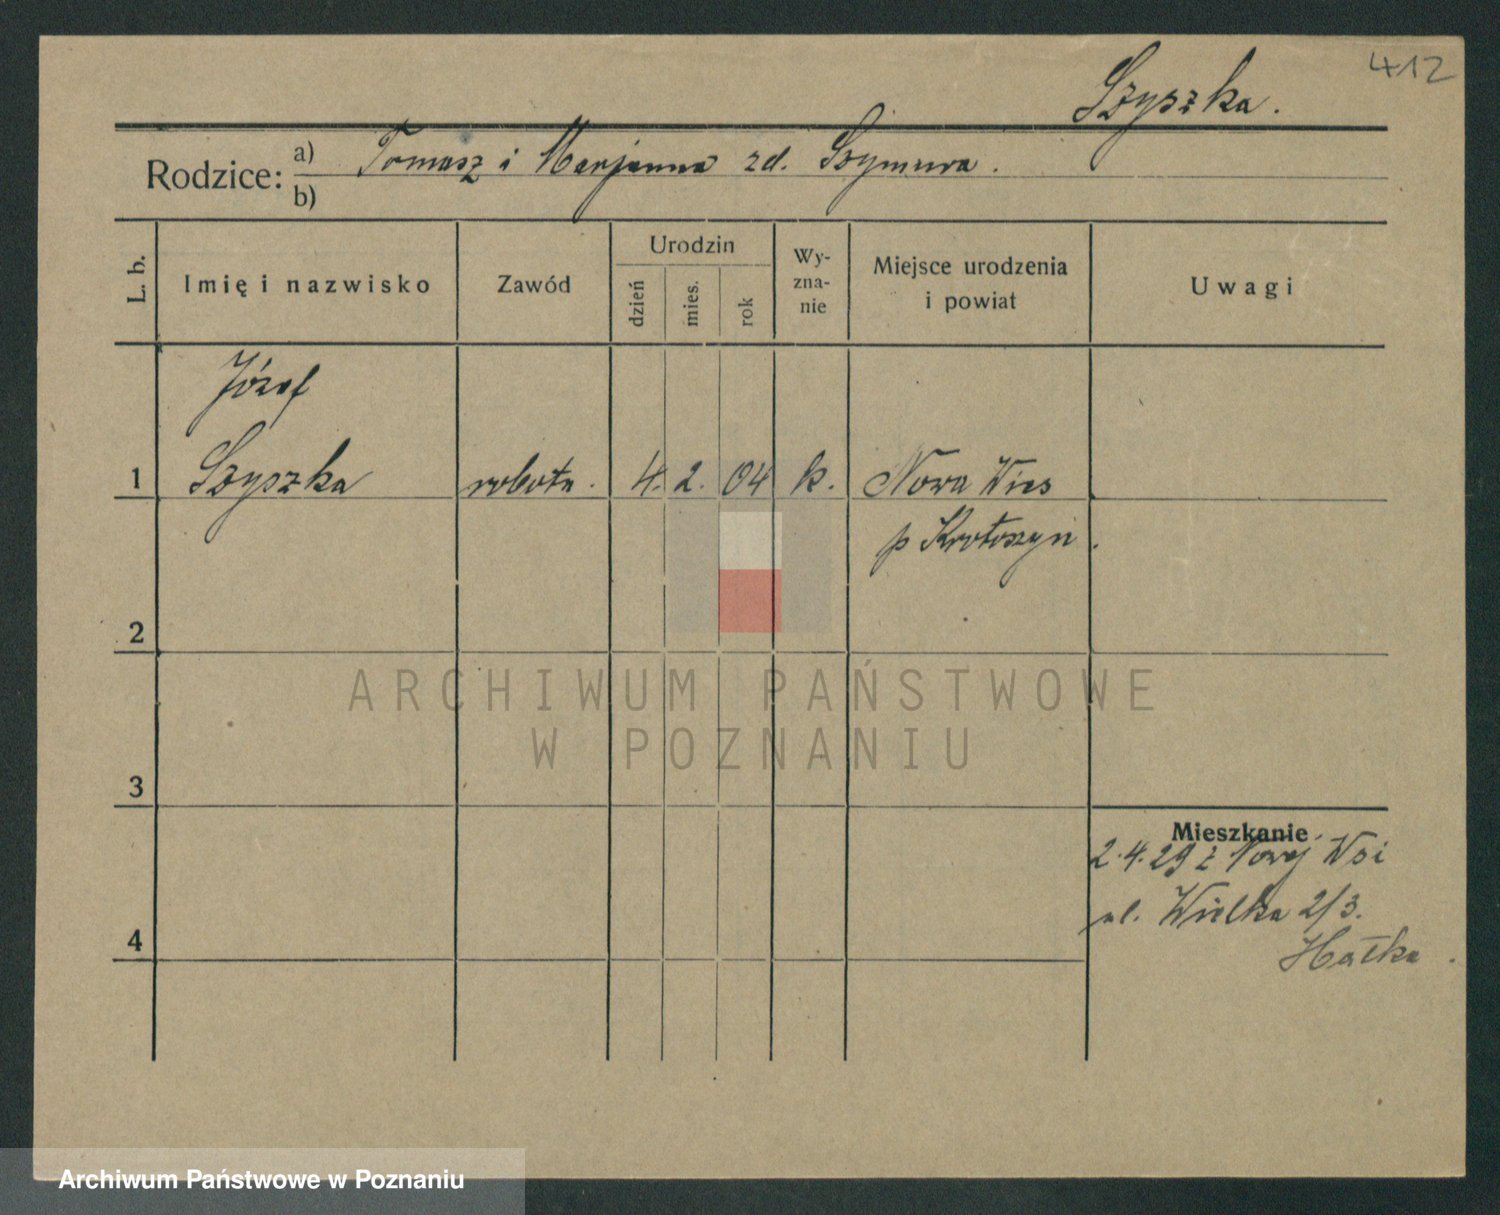 412
Szyszka.
Rodzice: a) Tomasz i Marjanna zd.
b)
L. b. Imię i nazwisko Zawód Urodzin dzień mies. rok Wy-zna-nie Miejsce urodzenia i powiat Uwagi
Józef
1 Szyszka robotn. 4. 2. 04 k. Nowa Wies
p Krotoszyn.
2
3
Mieszkanie
2.4.29 z Nowej Wsi
ul. Wielka 2/3.
4
Hałka.
ARCHIWUM PAŃSTWOWE
W POZNANIU
Archiwum Państwowe w Poznaniu